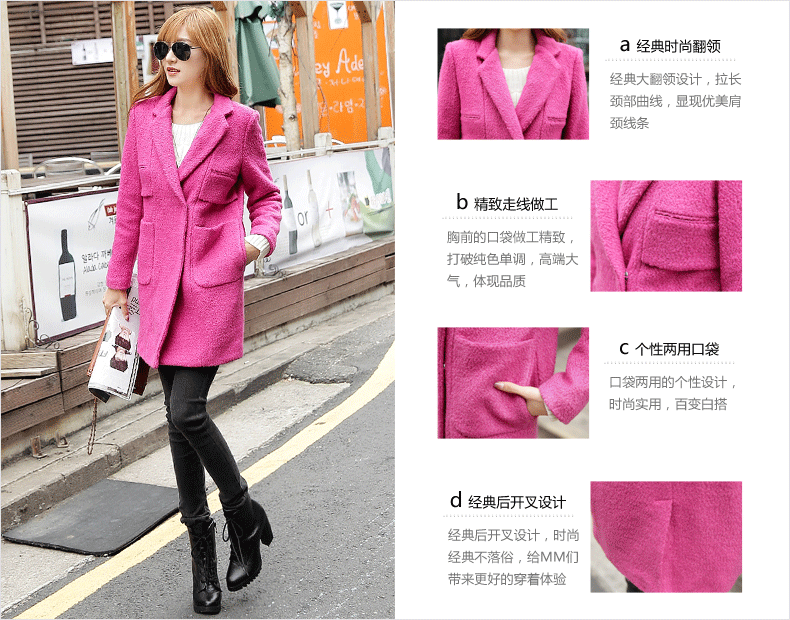 ey Ade
a 经典时尚翻领
经典大翻领设计，拉长
颈部曲线，显现优美肩
颈线条
b 精致走线做工
胸前的口袋做工精致，
打破纯色单调，高端大
气，体现品质
c 个性两用口袋
口袋两用的个性设计，
时尚实用，百变白搭
d 经典后开叉设计
经典后开叉设计，时尚
经典不落俗，给MM们
带来更好的穿着体验
or